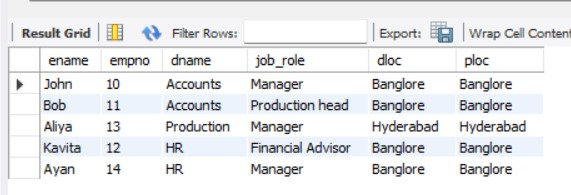 Result Grid Filter Rows: Export: Wrap Cell Content
ename empno dname job_role dloc ploc
John 10 Accounts Manager Banglore Banglore
Bob 11 Accounts Production head Banglore Banglore
Aliya 13 Production Manager Hyderabad Hyderabad
Kavita 12 HR Financial Advisor Banglore Banglore
Ayan 14 HR Manager Banglore Banglore